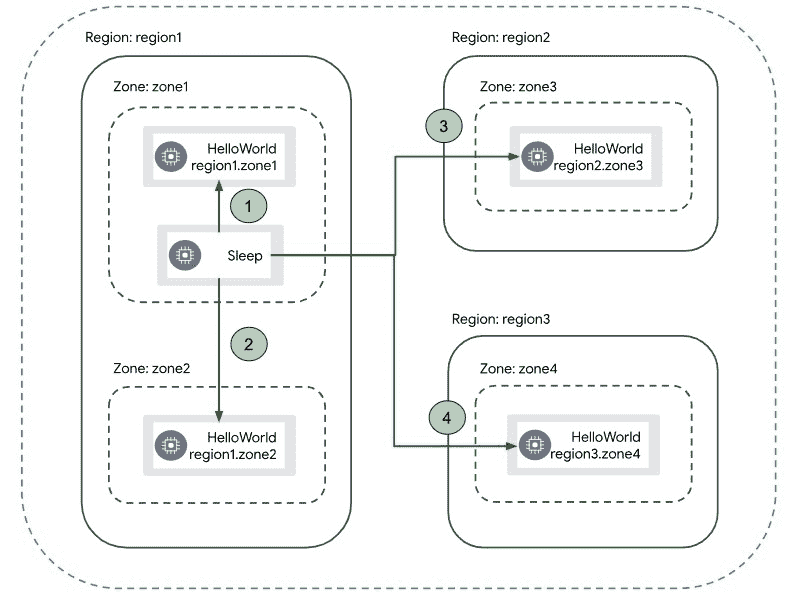 Region: region1
Zone: zone1
HelloWorld
region1.zone1
1
Sleep
2
Zone: zone2
HelloWorld
region1.zone2
Region: region2
Zone: zone3
3
HelloWorld
region2.zone3
Region: region3
Zone: zone4
4
HelloWorld
region3.zone4